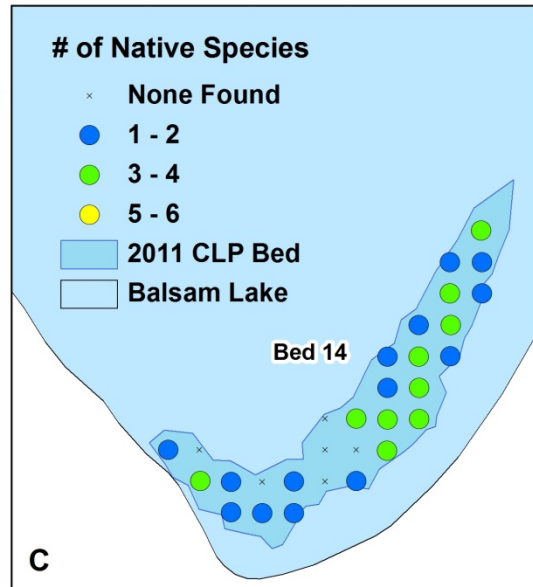 # of Native Species
None Found
1 - 2
3 - 4
5 - 6
2011 CLP Bed
Balsam Lake
Bed 14
C